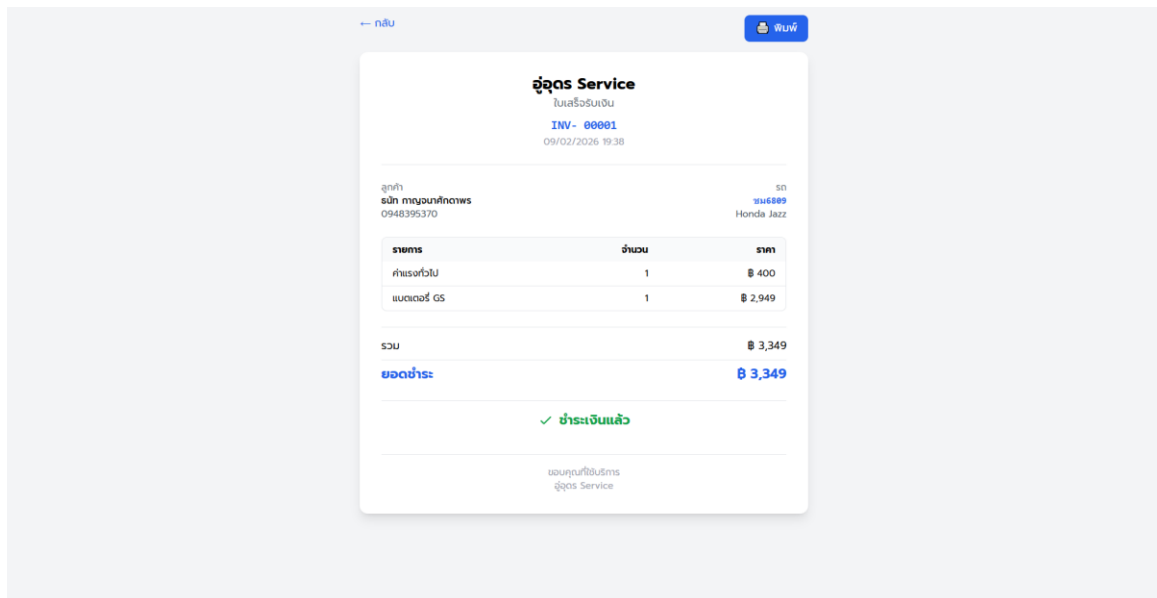 ← กลับ
พิมพ์
อู่อุดร Service
ใบเสร็จรับเงิน
INV- 00001
09/02/2026 19:38
ลูกค้า รถ
ธนัท กาญจนาศักดาพร ชม6809
0948395370 Honda Jazz
รายการ จำนวน ราคา
ค่าแรงทั่วไป 1 ฿ 400
แบตเตอรี่ GS 1 ฿ 2,949
รวม ฿ 3,349
ยอดชำระ ฿ 3,349
✓ ชำระเงินแล้ว
ขอบคุณที่ใช้บริการ
อู่อุดร Service